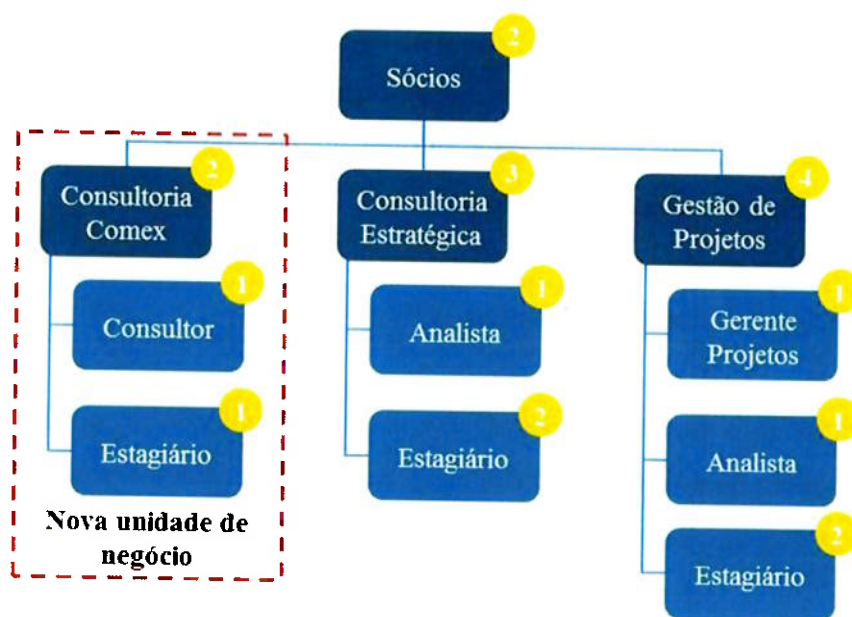 2
Sócios
2
Consultoria
Comex
1
Consultor
1
Estagiário
Nova unidade de
negócio
3
Consultoria
Estratégica
1
Analista
2
Estagiário
4
Gestão de
Projetos
1
Gerente
Projetos
1
Analista
2
Estagiário